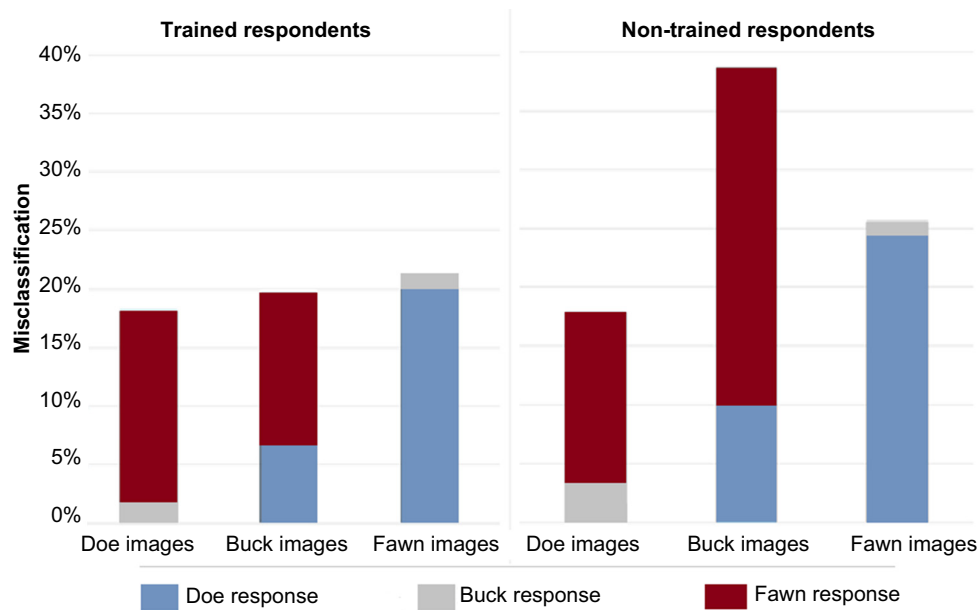 Trained respondents
Non-trained respondents
Misclassification
40%
35%
30%
25%
20%
15%
10%
5%
0%
Doe images
Buck images
Fawn images
Doe images
Buck images
Fawn images
Doe response
Buck response
Fawn response